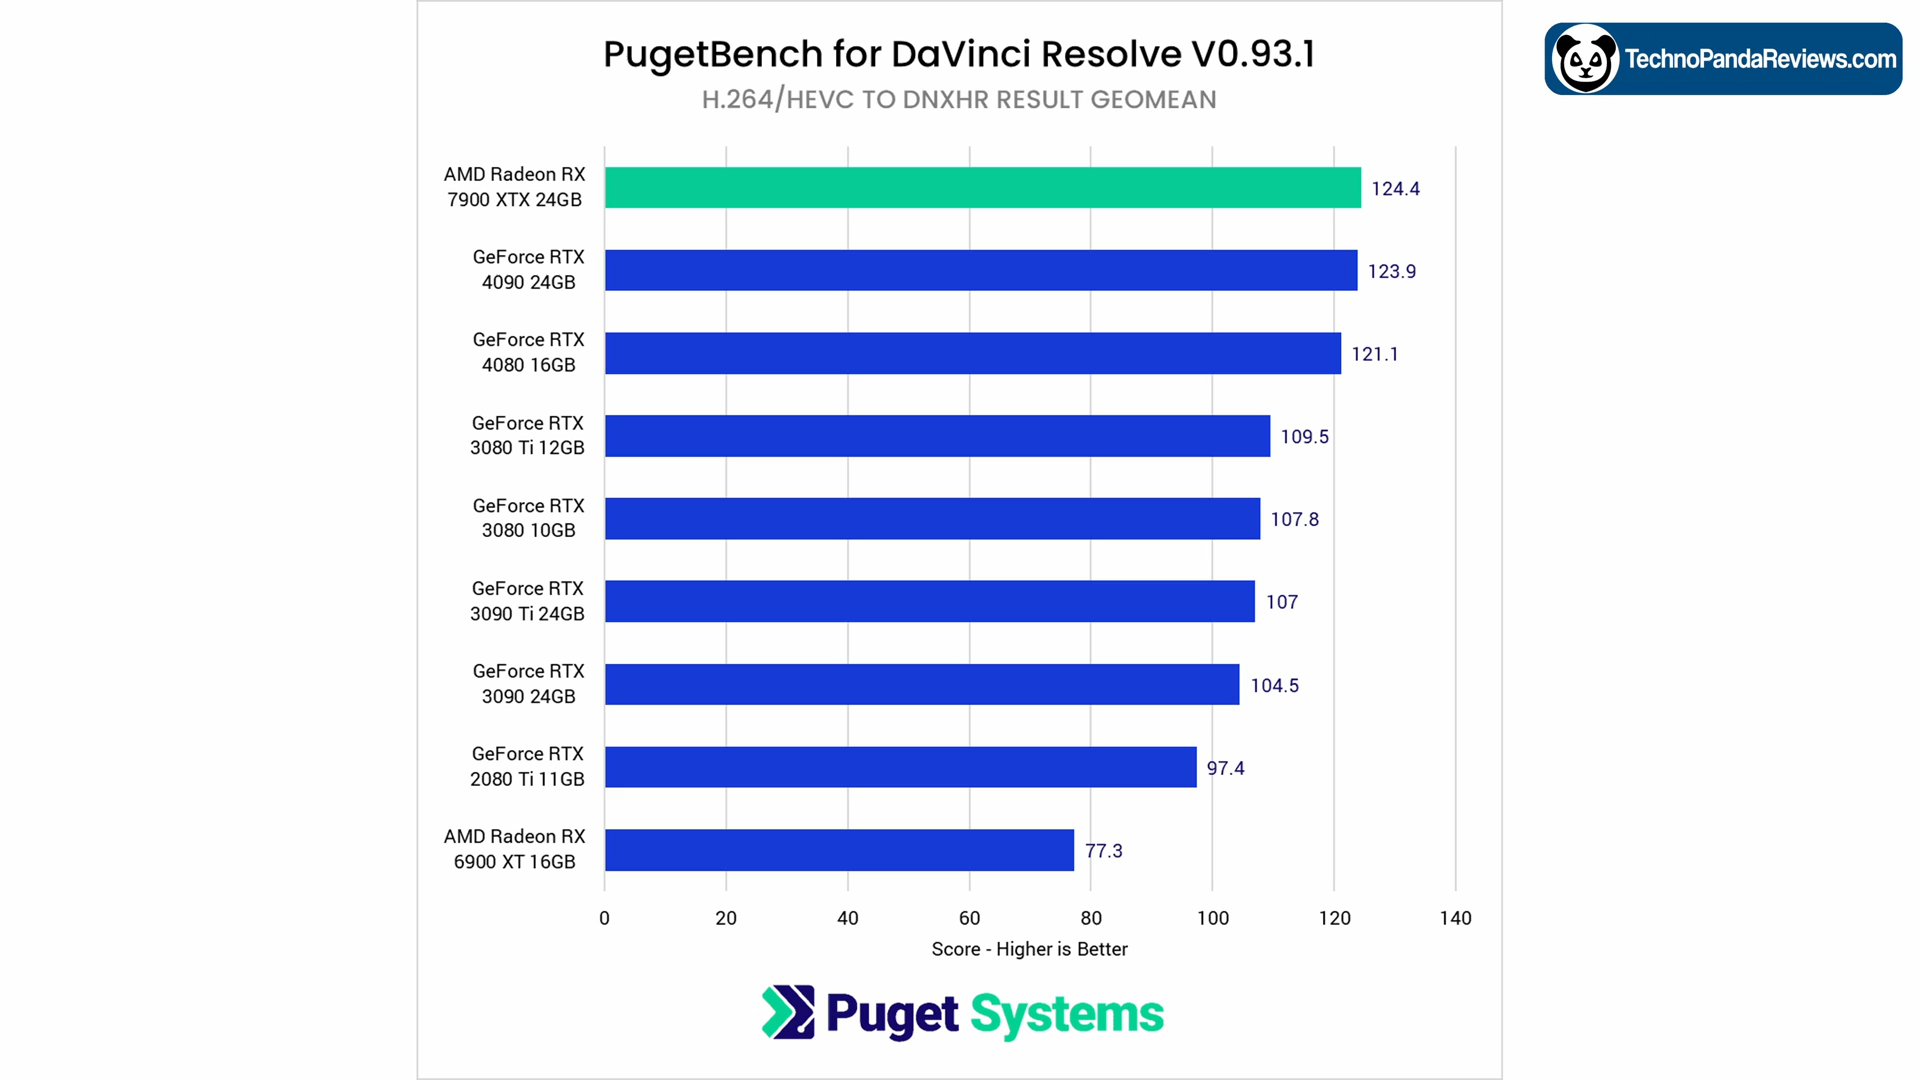 PugetBench for DaVinci Resolve V0.93.1
TechnoPandaReviews.com
H.264/HEVC TO DNXHR RESULT GEOMEAN
AMD Radeon RX
7900 XTX 24GB
124.4
GeForce RTX
4090 24GB
123.9
GeForce RTX
4080 16GB
121.1
GeForce RTX
3080 Ti 12GB
109.5
GeForce RTX
3080 10GB
107.8
GeForce RTX
3090 Ti 24GB
107
GeForce RTX
3090 24GB
104.5
GeForce RTX
2080 Ti 11GB
97.4
AMD Radeon RX
6900 XT 16GB
77.3
0 20 40 60 80 100 120 140
Score - Higher is Better
Puget Systems